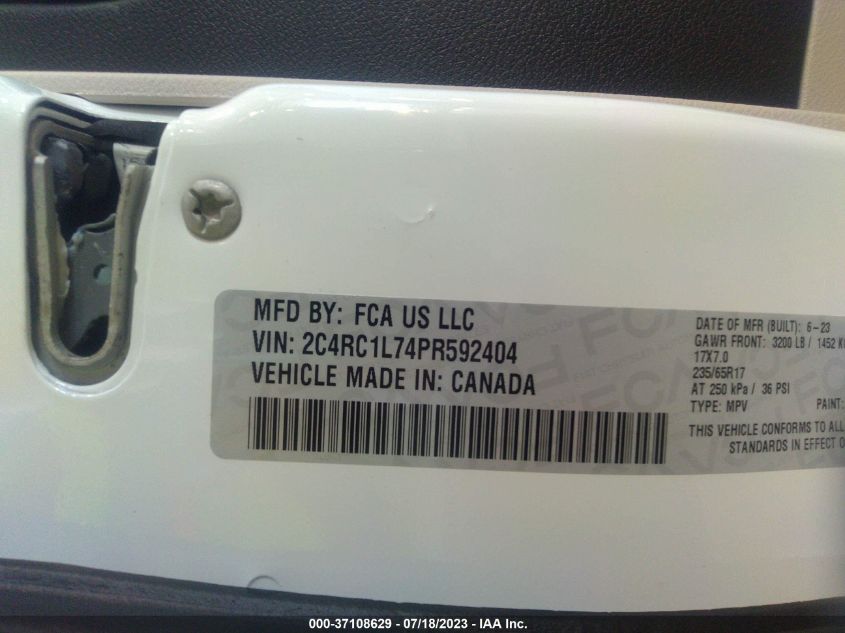 MFD BY: FCA US LLC
VIN: 2C4RC1L74PR592404
VEHICLE MADE IN: CANADA
DATE OF MFR (BUILT): 6-23
GAWR FRONT: 3200 LB / 1452 K
17X7.0
235/65R17
AT 250 kPa / 36 PSI
TYPE: MPV PAINT:
THIS VEHICLE CONFORMS TO ALL
STANDARDS IN EFFECT O
000-37108629 - 07/18/2023 - IAA Inc.